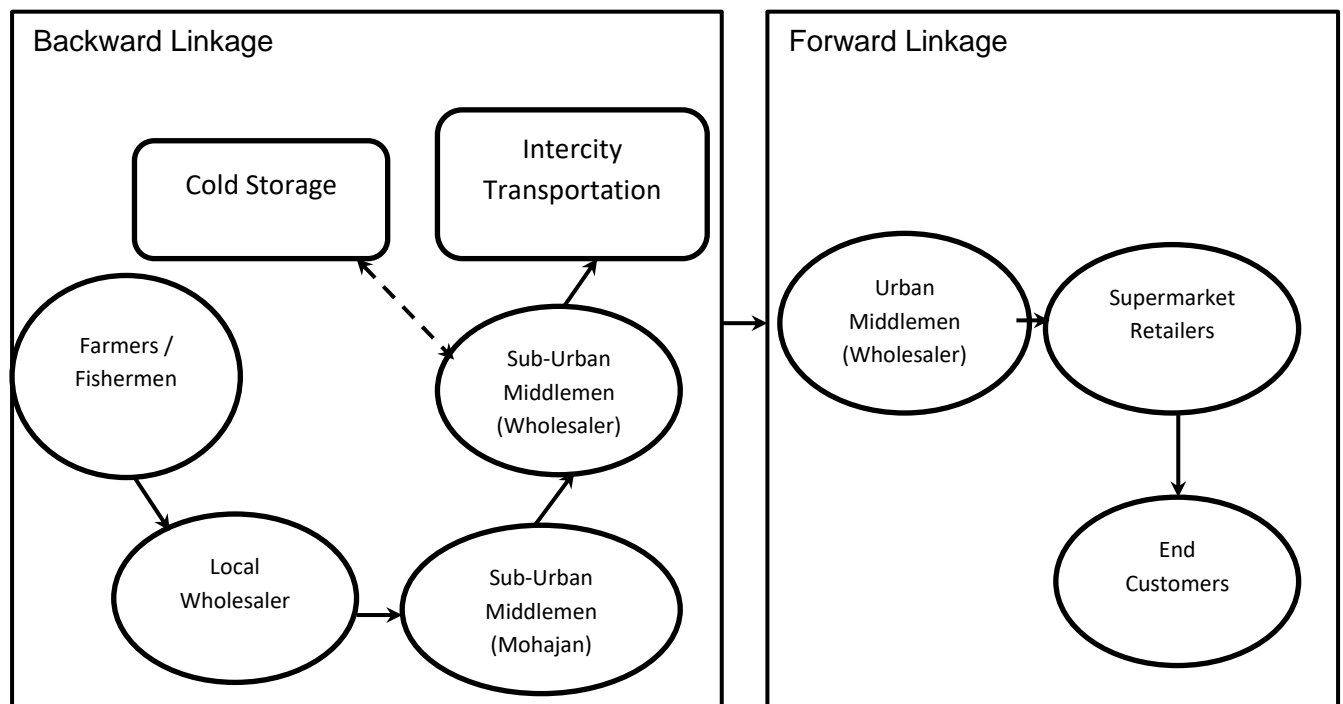 Backward Linkage
Cold Storage
Intercity
Transportation
Farmers /
Fishermen
Sub-Urban
Middlemen
(Wholesaler)
Local
Wholesaler
Sub-Urban
Middlemen
(Mohajan)
Forward Linkage
Urban
Middlemen
(Wholesaler)
Supermarket
Retailers
End
Customers